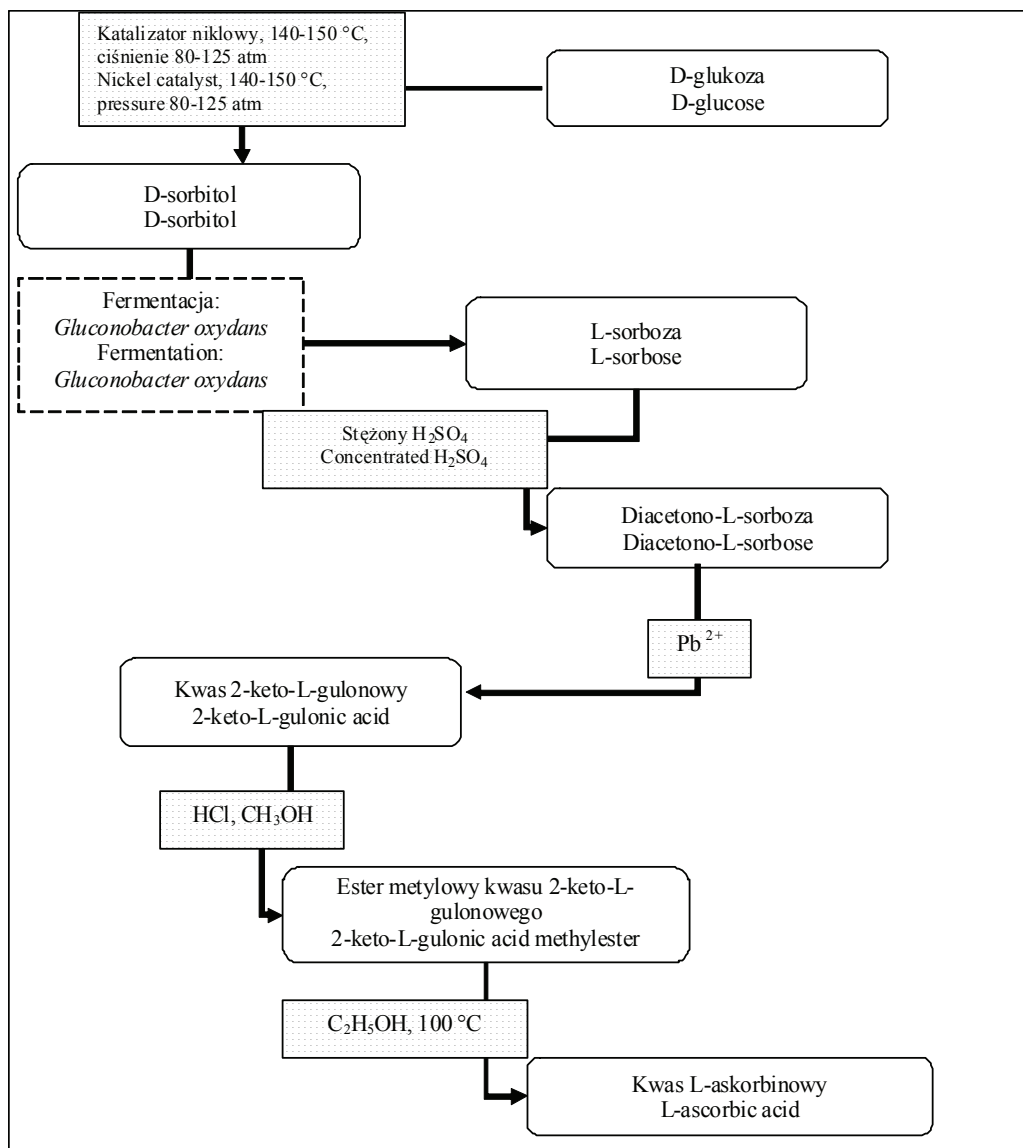 Katalizator niklowy, 140-150 °C,
ciśnienie 80-125 atm
Nickel catalyst, 140-150 °C,
pressure 80-125 atm
D-glukoza
D-glucose
D-sorbitol
D-sorbitol
Fermentacja:
Gluconobacter oxydans
Fermentation:
Gluconobacter oxydans
L-sorboza
L-sorbose
Stężony H₂SO₄
Concentrated H₂SO₄
Diacetono-L-sorboza
Diacetono-L-sorbose
Pb ²⁺
Kwas 2-keto-L-gulonowy
2-keto-L-gulonic acid
HCl, CH₃OH
Ester metylowy kwasu 2-keto-L-
gulonowego
2-keto-L-gulonic acid methylester
C₂H₅OH, 100 °C
Kwas L-askorbinowy
L-ascorbic acid